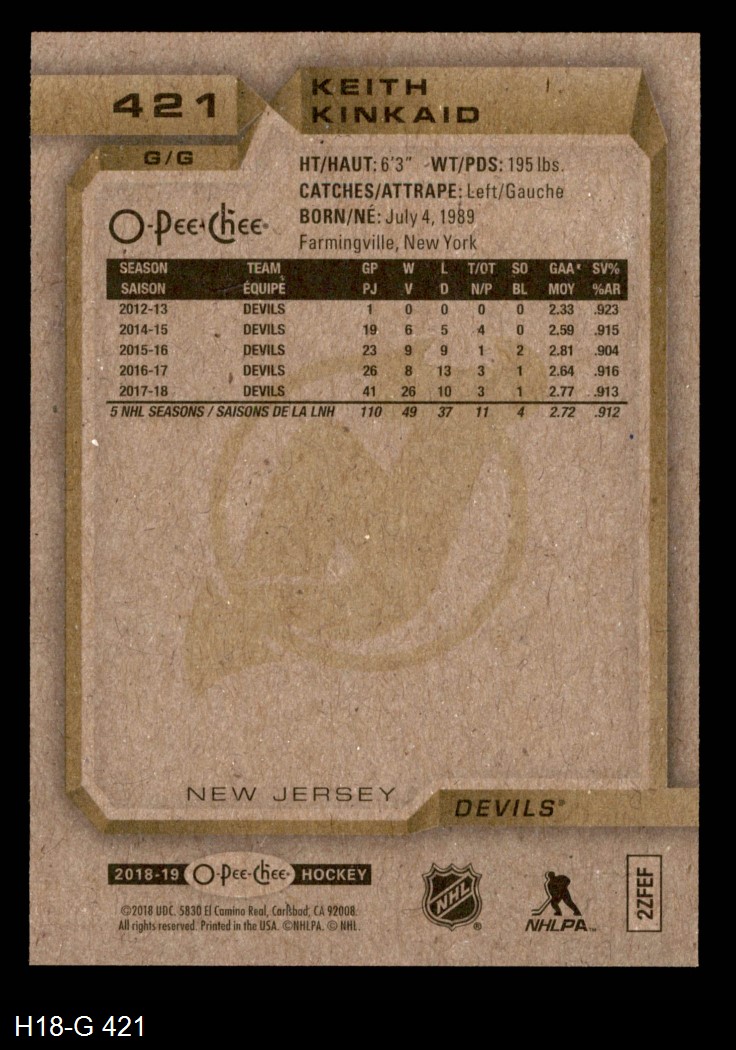 421
KEITH
KINKAID
G/G
HT/HAUT: 6'3" WT/PDS: 195 lbs.
CATCHES/ATTRAPE: Left/Gauche
BORN/NÉ: July 4, 1989
Farmingville, New York
O-Pee-Chee
SEASON TEAM GP W L T/OT SO GAA SV%
SAISON ÉQUIPE PJ V D N/P BL MOY %AR
2012-13 DEVILS 1 0 0 0 0 2.33 .923
2014-15 DEVILS 19 6 5 4 0 2.59 .915
2015-16 DEVILS 23 9 9 1 2 2.81 .904
2016-17 DEVILS 26 8 13 3 1 2.64 .916
2017-18 DEVILS 41 26 10 3 1 2.77 .913
5 NHL SEASONS / SAISONS DE LA LNH 110 49 37 11 4 2.72 .912
NEW JERSEY DEVILS®
2018-19 O-Pee-Chee HOCKEY
©2018 UDC. 5830 El Camino Real, Carlsbad, CA 92008.
All rights reserved. Printed in the USA. ©NHLPA. © NHL.
NHL ®
NHLPA™
2ZFEF
H18-G 421